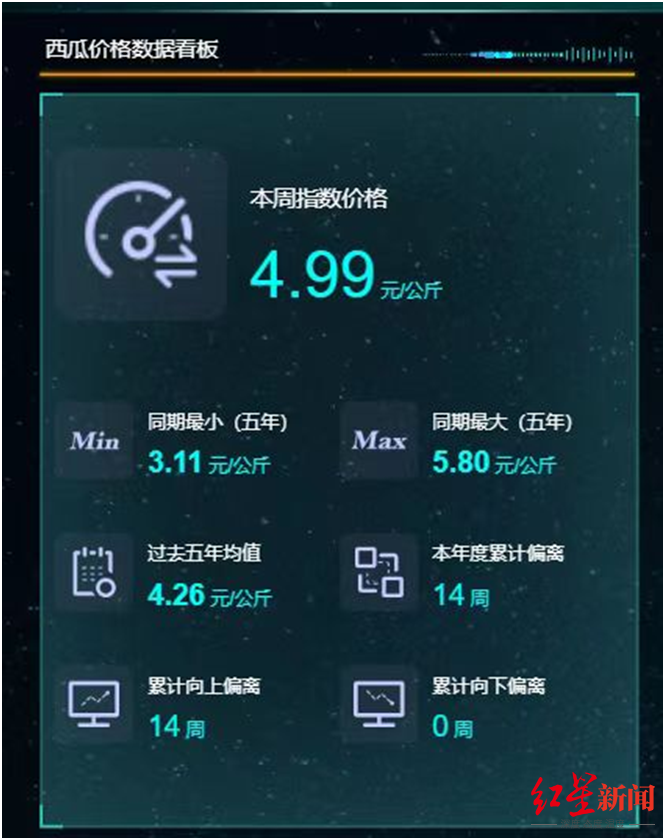 西瓜价格数据看板
本周指数价格
4.99 元/公斤
Min
同期最小（五年）
3.11 元/公斤
Max
同期最大（五年）
5.80 元/公斤
过去五年均值
4.26 元/公斤
本年度累计偏离
14 周
累计向上偏离
14 周
累计向下偏离
0 周
红星新闻